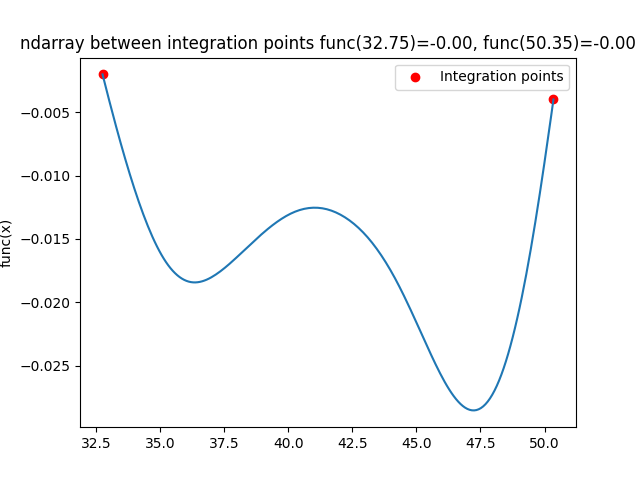 ndarray between integration points func(32.75)=-0.00, func(50.35)=-0.00
Integration points
−0.005
−0.010
−0.015
−0.020
−0.025
func(x)
32.5 35.0 37.5 40.0 42.5 45.0 47.5 50.0